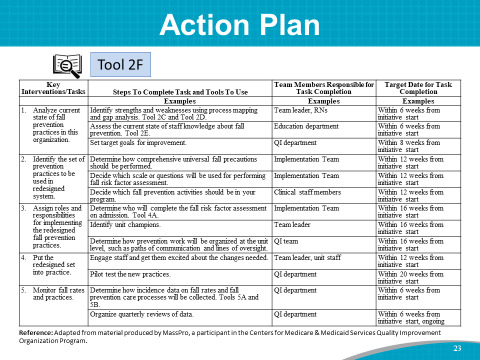 Action Plan
Tool 2F
Key
Interventions/Tasks
Steps To Complete Task and Tools To Use
Team Members Responsible for
Task Completion
Target Date for Task
Completion
Examples
Examples
Examples
1. Analyze current
state of fall
prevention
practices in this
organization.
Identify strengths and weaknesses using process mapping
and gap analysis. Tool 2C and Tool 2D.
Team leader, RNs
Within 6 weeks from
initiative start
Assess the current state of staff knowledge about fall
prevention. Tool 2E.
Education department
Within 6 weeks from
initiative start
Set target goals for improvement.
QI department
Within 8 weeks from
initiative start
2. Identify the set of
prevention
practices to be
used in
redesigned
system.
Determine how comprehensive universal fall precautions
should be performed.
Implementation Team
Within 12 weeks from
initiative start
Decide which scale or questions will be used for performing
fall risk factor assessment.
Implementation Team
Within 12 weeks from
initiative start
Decide which fall prevention activities should be in your
program.
Clinical staff members
Within 12 weeks from
initiative start
3. Assign roles and
responsibilities
for implementing
the redesigned
fall prevention
practices.
Determine who will complete the fall risk factor assessment
on admission. Tool 4A.
Implementation Team
Within 16 weeks from
initiative start
Identify unit champions.
Team leader
Within 16 weeks from
initiative start
Determine how prevention work will be organized at the unit
level, such as paths of communication and lines of oversight.
QI team
Within 16 weeks from
initiative start
4. Put the
redesigned set
into practice.
Engage staff and get them excited about the changes needed.
Team leader, unit staff
Within 12 weeks from
initiative start
Pilot test the new practices.
QI department
Within 20 weeks from
initiative start
5. Monitor fall rates
and practices.
Determine how incidence data on fall rates and fall
prevention care processes will be collected. Tools 5A and
5B.
QI department
Within 6 weeks from
initiative start
Organize quarterly reviews of data.
QI department
Within 6 weeks from
initiative start, ongoing
Reference: Adapted from material produced by MassPro, a participant in the Centers for Medicare & Medicaid Services Quality Improvement
Organization Program.
23